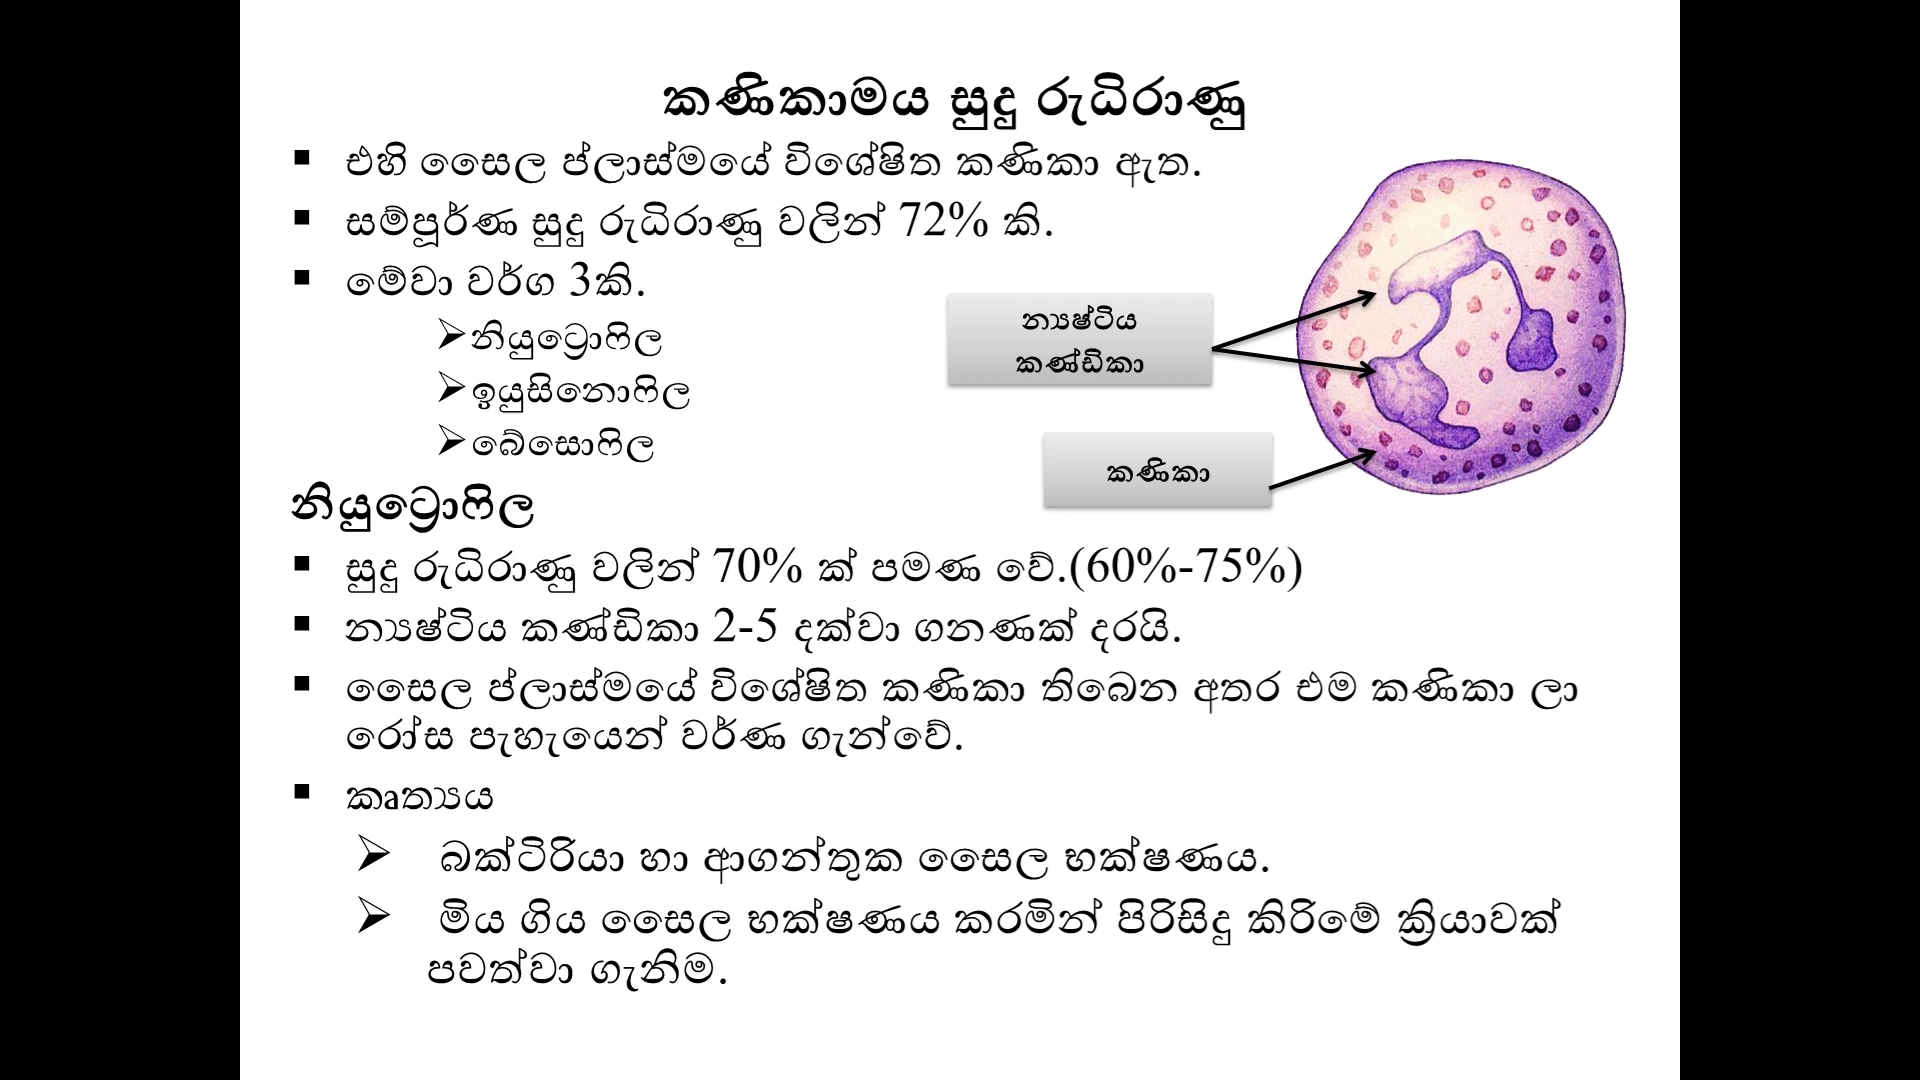 කණිකාමය සුදු රුධිරාණු
▪ එහි සෛල ප්ලාස්මයේ විශේෂිත කණිකා ඇත.
▪ සම්පූර්ණ සුදු රුධිරාණු වලින් 72% කි.
▪ මේවා වර්ග 3කි.
➢නියුට්‍රොෆිල
➢ඉයුසිනොෆිල
➢බේසොෆිල
න්‍යෂ්ටිය
කණ්ඩිකා
කණිකා
නියුට්‍රොෆිල
▪ සුදු රුධිරාණු වලින් 70% ක් පමණ වේ.(60%-75%)
▪ න්‍යෂ්ටිය කණ්ඩිකා 2-5 දක්වා ගනණක් දරයි.
▪ සෛල ප්ලාස්මයේ විශේෂිත කණිකා තිබෙන අතර එම කණිකා ලා
රෝස පැහැයෙන් වර්ණ ගැන්වේ.
▪ කෘත්‍යය
➢ බක්ටිරියා හා ආගන්තුක සෛල භක්ෂණය.
➢ මිය ගිය සෛල භක්ෂණය කරමින් පිරිසිදු කිරිමේ ක්‍රියාවක්
පවත්වා ගැනිම.